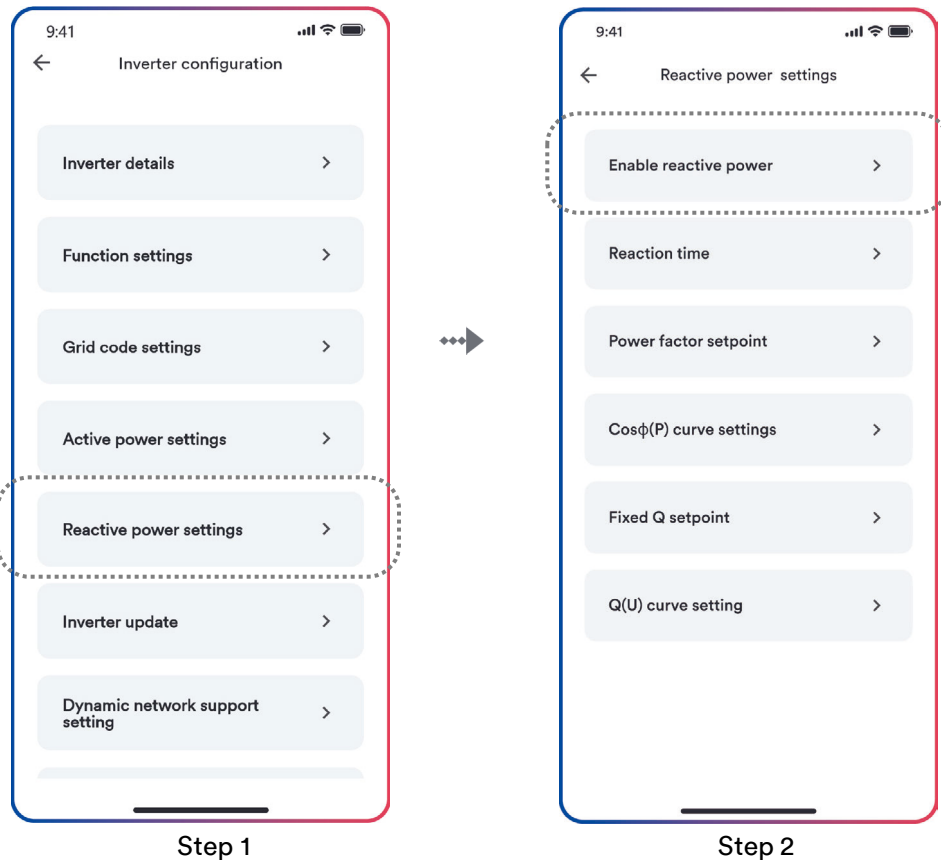 9:41
Inverter configuration
Inverter details
Function settings
Grid code settings
Active power settings
Reactive power settings
Inverter update
Dynamic network support
setting
Step 1
9:41
Reactive power settings
Enable reactive power
Reaction time
Power factor setpoint
Cosϕ(P) curve settings
Fixed Q setpoint
Q(U) curve setting
Step 2